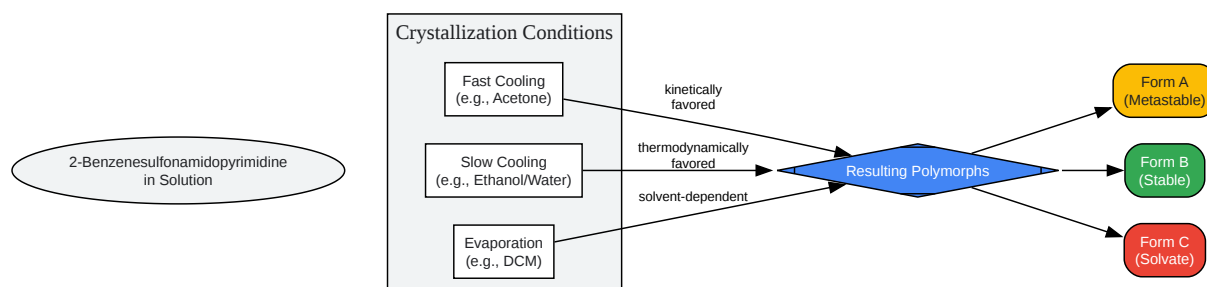 2-Benzenesulfonamidopyrimidine
in Solution
Crystallization Conditions
Fast Cooling
(e.g., Acetone)
Slow Cooling
(e.g., Ethanol/Water)
Evaporation
(e.g., DCM)
kinetically
favored
thermodynamically
favored
solvent-dependent
Resulting Polymorphs
Form A
(Metastable)
Form B
(Stable)
Form C
(Solvate)